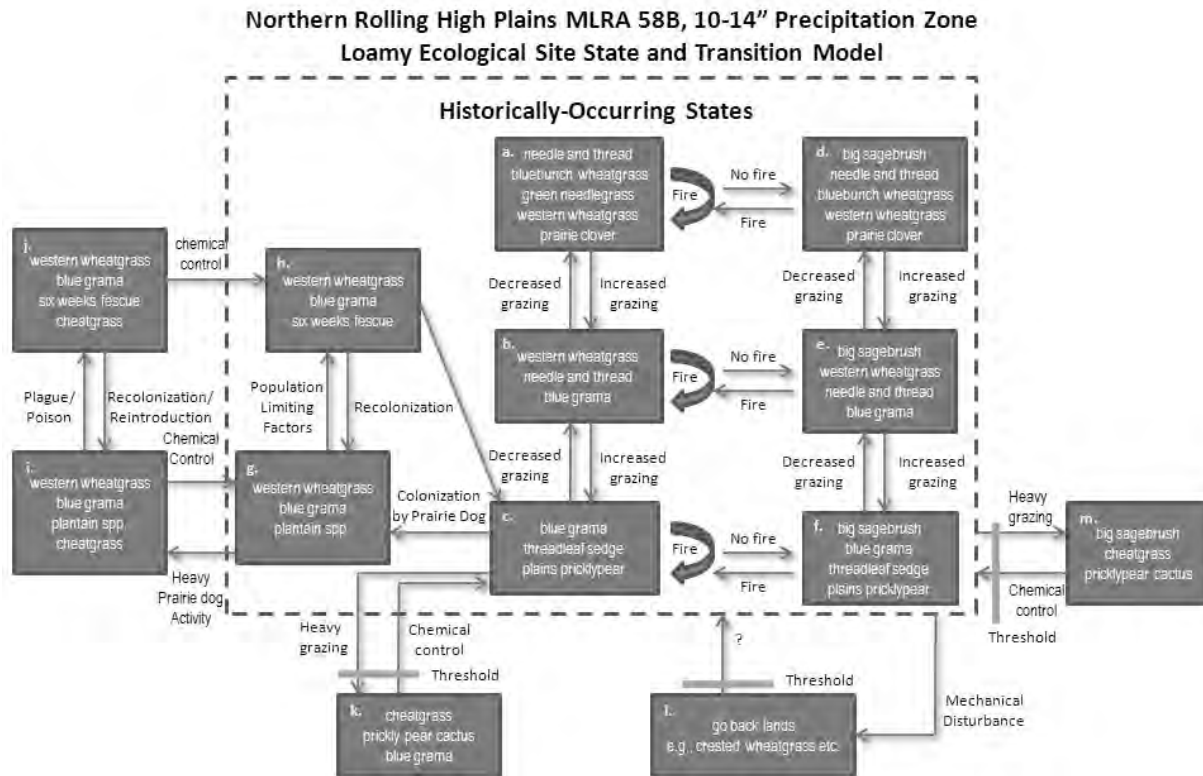 Northern Rolling High Plains MLRA 58B, 10-14” Precipitation Zone
Loamy Ecological Site State and Transition Model
Historically-Occurring States
a.
needle and thread
bluebunch wheatgrass
green needlegrass
western wheatgrass
prairie clover
Fire
No fire
Fire
d.
big sagebrush
needle and thread
bluebunch wheatgrass
western wheatgrass
prairie clover
j.
western wheatgrass
blue grama
six weeks fescue
cheatgrass
chemical
control
h.
western wheatgrass
blue grama
six weeks fescue
Decreased
grazing
Increased
grazing
Decreased
grazing
Increased
grazing
b.
western wheatgrass
needle and thread
blue grama
Fire
No fire
Fire
e.
big sagebrush
western wheatgrass
needle and thread
blue grama
Plague/
Poison
Recolonization/
Reintroduction
Chemical
Control
Population
Limiting
Factors
Recolonization
Decreased
grazing
Increased
grazing
Decreased
grazing
Increased
grazing
i.
western wheatgrass
blue grama
plantain spp
cheatgrass
g.
western wheatgrass
blue grama
plantain spp
Colonization
by Prairie Dog
c.
blue grama
threadleaf sedge
plains pricklypear
Fire
No fire
Fire
f.
big sagebrush
blue grama
threadleaf sedge
plains pricklypear
Heavy
grazing
m.
big sagebrush
cheatgrass
pricklypear cactus
Chemical
control
Threshold
Heavy
Prairie dog
Activity
Heavy
grazing
Chemical
control
Threshold
?
Threshold
Mechanical
Disturbance
k.
cheatgrass
prickly pear cactus
blue grama
l.
go back lands
e.g., crested wheatgrass etc.